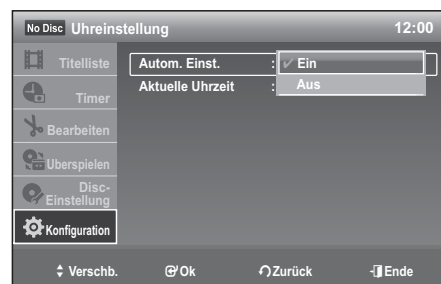 No Disc Uhreinstellung 12:00
Titelliste
Autom. Einst. : ✔ Ein
Timer
Aktuelle Uhrzeit : Aus
Bearbeiten
Uberspielen
Disc-
Einstellung
Konfiguration
Verschb. Ok Zurück Ende